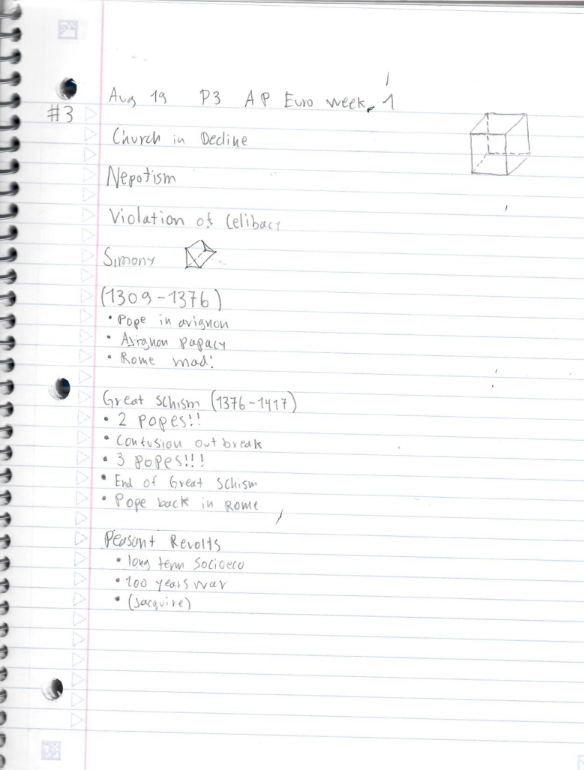 Aug 19 P3 AP Euro week 1
#3
Church in Decline
Nepotism
Violation of Celibacy
Simony
(1309-1376)
• Pope in avignon
• Avignon papacy
• Rome mad!
Great Schism (1376-1417)
• 2 popes!!
• Confusion outbreak
• 3 popes!!!
• End of Great Schism
• Pope back in Rome
Peasant Revolts
• long term Socioeco
• 100 years war
• (Jacquire)